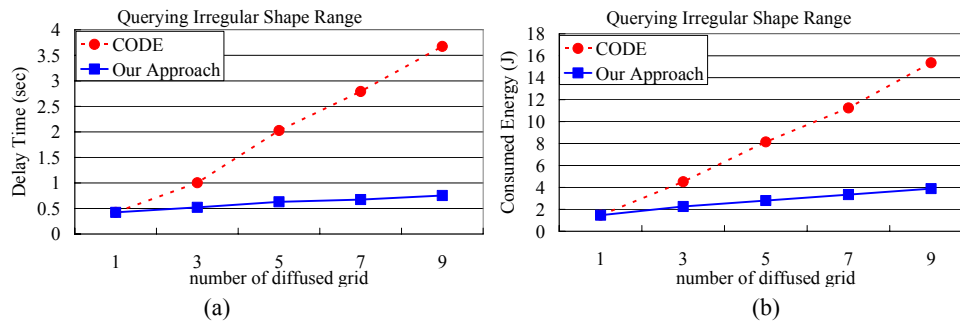 Querying Irregular Shape Range
4
3.5
3
2.5
2
1.5
1
0.5
0
Delay Time (sec)
CODE
Our Approach
1 3 5 7 9
number of diffused grid
(a)
Querying Irregular Shape Range
18
16
14
12
10
8
6
4
2
0
Consumed Energy (J)
CODE
Our Approach
1 3 5 7 9
number of diffused grid
(b)